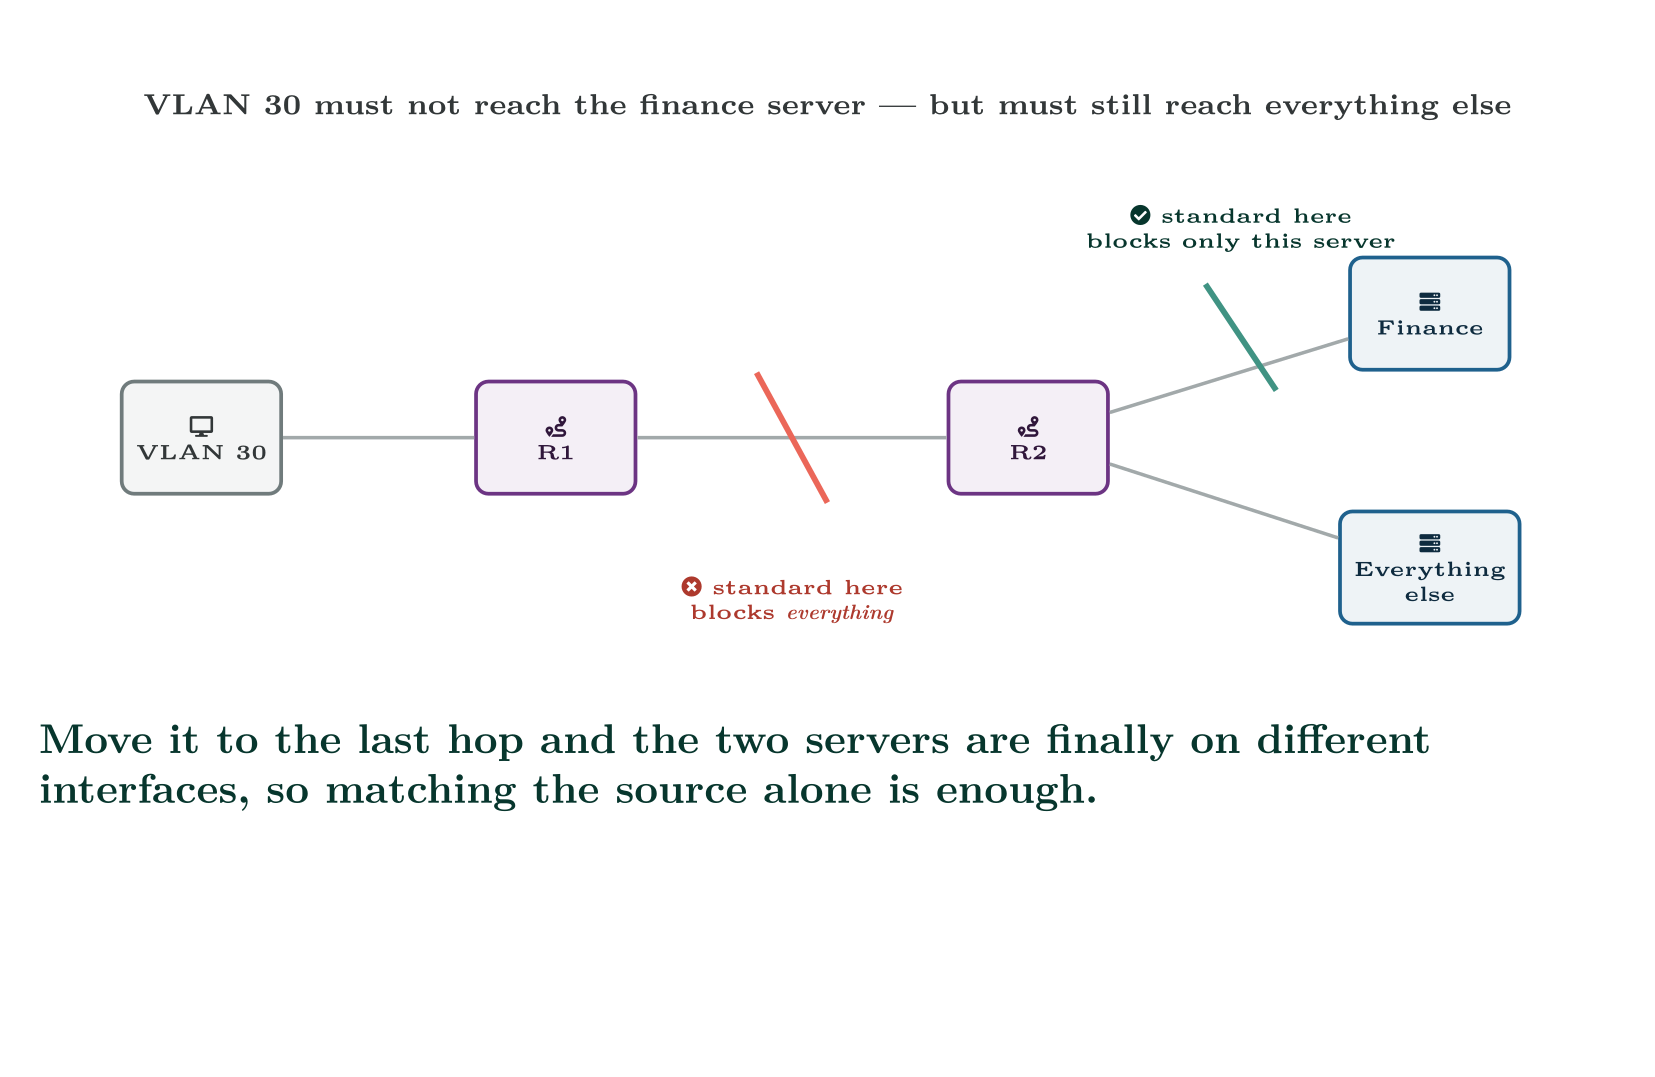 VLAN 30 must not reach the finance server — but must still reach everything else
standard here
blocks only this server
Finance
VLAN 30
R1
R2
Everything
else
standard here
blocks everything
Move it to the last hop and the two servers are finally on different
interfaces, so matching the source alone is enough.